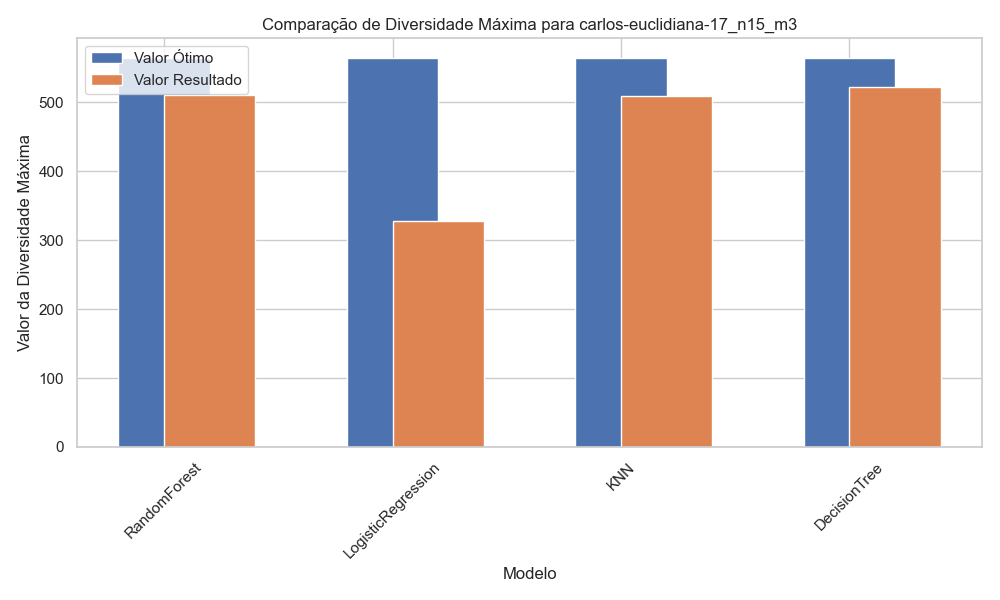 Comparação de Diversidade Máxima para carlos-euclidiana-17_n15_m3
Valor Ótimo
Valor Resultado
Valor da Diversidade Máxima
500
400
300
200
100
0
RandomForest
LogisticRegression
KNN
DecisionTree
Modelo